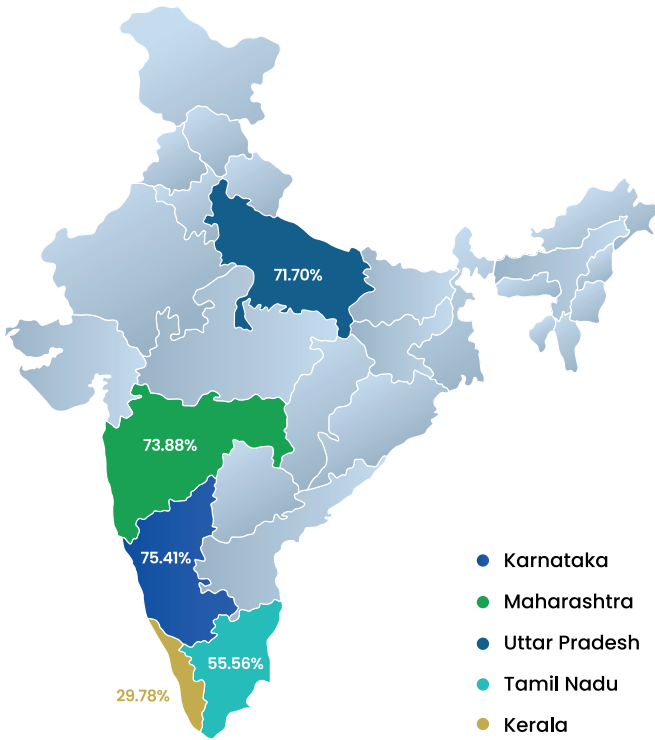 71.70%
73.88%
75.41%
55.56%
29.78%
Karnataka
Maharashtra
Uttar Pradesh
Tamil Nadu
Kerala